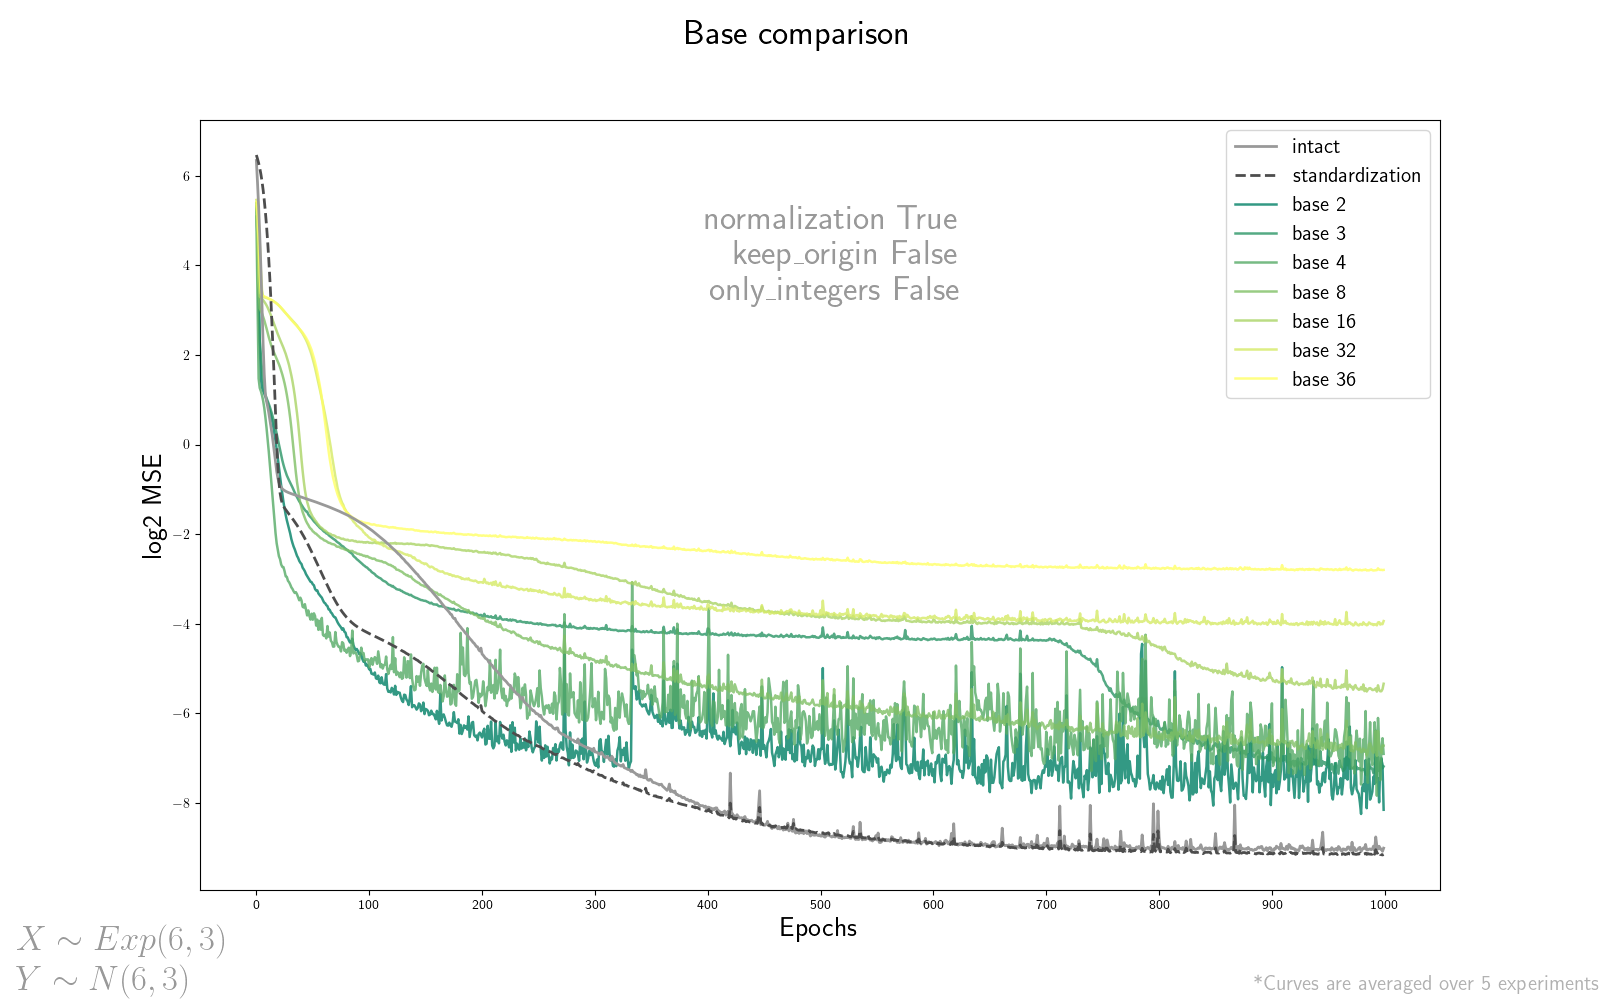 Base comparison
intact
standardization
base 2
base 3
base 4
base 8
base 16
base 32
base 36
normalization True
keep_origin False
only_integers False
6
4
2
0
−2
−4
−6
−8
log2 MSE
0 100 200 300 400 500 600 700 800 900 1000
Epochs
X ∼ Exp(6, 3)
Y ∼ N(6, 3)
*Curves are averaged over 5 experiments